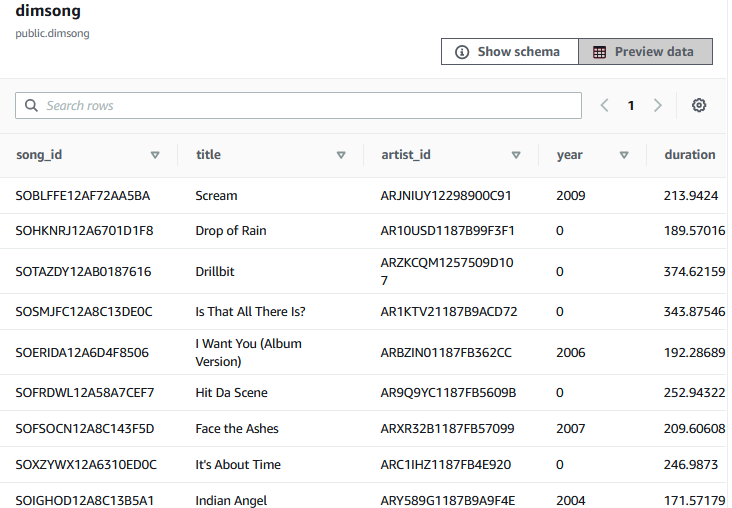 dimsong
public.dimsong
Show schema Preview data
Search rows 1
song_id title artist_id year duration
SOBLFFE12AF72AA5BA Scream ARJNIUY12298900C91 2009 213.9424
SOHKNRJ12A6701D1F8 Drop of Rain AR10USD1187B99F3F1 0 189.57016
SOTAZDY12AB0187616 Drillbit ARZKCQM1257509D10
7 0 374.62159
SOSMJFC12A8C13DE0C Is That All There Is? AR1KTV21187B9ACD72 0 343.87546
SOERIDA12A6D4F8506 I Want You (Album
Version) ARBZIN01187FB362CC 2006 192.28689
SOFRDWL12A58A7CEF7 Hit Da Scene AR9Q9YC1187FB5609B 0 252.94322
SOFSOCN12A8C143F5D Face the Ashes ARXR32B1187FB57099 2007 209.60608
SOXZYWX12A6310ED0C It's About Time ARC1IHZ1187FB4E920 0 246.9873
SOIGHOD12A8C13B5A1 Indian Angel ARY589G1187B9A9F4E 2004 171.57179